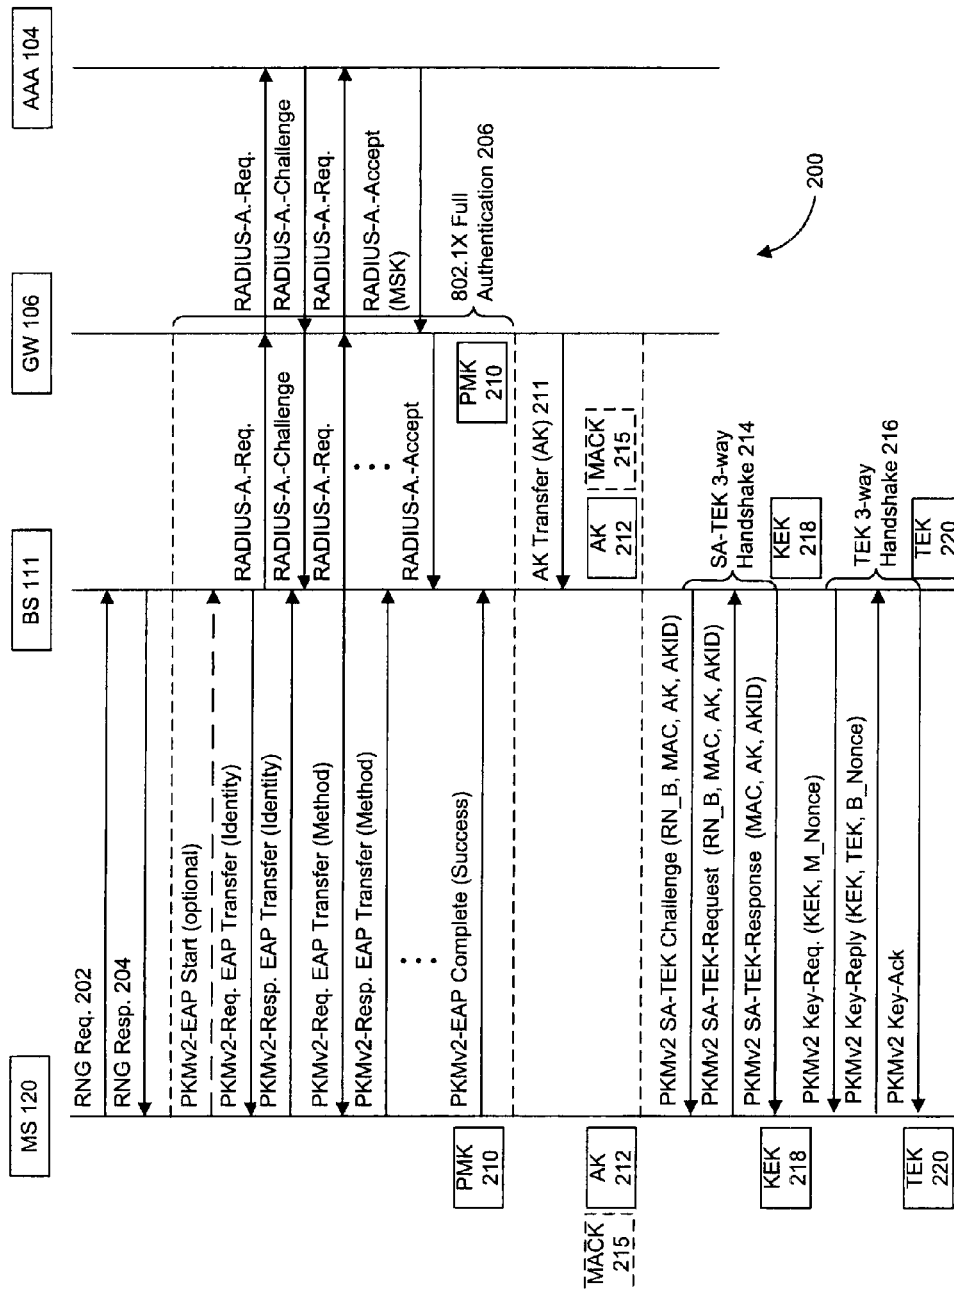 MS 120
BS 111
GW 106
AAA 104
RNG Req. 202
RNG Resp. 204
PKMv2-EAP Start (optional)
PKMv2-Req. EAP Transfer (Identity)
PKMv2-Resp. EAP Transfer (Identity)
PKMv2-Req. EAP Transfer (Method)
PKMv2-Resp. EAP Transfer (Method)
PKMv2-EAP Complete (Success)
RADIUS-A.-Req.
RADIUS-A.-Challenge
RADIUS-A.-Req.
RADIUS-A.-Accept
RADIUS-A.-Req.
RADIUS-A.-Challenge
RADIUS-A.-Req.
RADIUS-A.-Accept
(MSK)
802.1X Full
Authentication 206
PMK
210
PMK
210
AK Transfer (AK) 211
MACK
215
AK
212
AK
212
MACK
215
PKMv2 SA-TEK Challenge (RN_B, MAC, AK, AKID)
PKMv2 SA-TEK-Request (RN_B, MAC, AK, AKID)
PKMv2 SA-TEK-Response (MAC, AK, AKID)
SA-TEK 3-way
Handshake 214
KEK
218
KEK
218
PKMv2 Key-Req. (KEK, M_Nonce)
PKMv2 Key-Reply (KEK, TEK, B_Nonce)
PKMv2 Key-Ack
TEK 3-way
Handshake 216
TEK
220
TEK
220
200